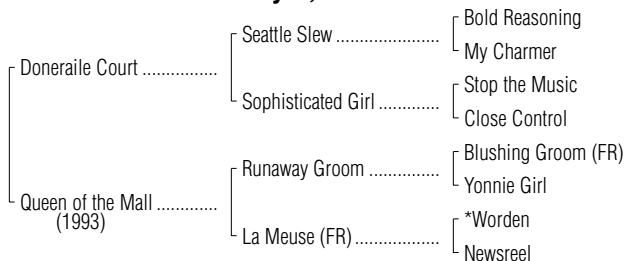 Doneraile Court ................
Queen of the Mall .............
(1993)
Seattle Slew ......................
Sophisticated Girl .............
Runaway Groom ...............
La Meuse (FR) ..................
Bold Reasoning
My Charmer
Stop the Music
Close Control
Blushing Groom (FR)
Yonnie Girl
*Worden
Newsreel